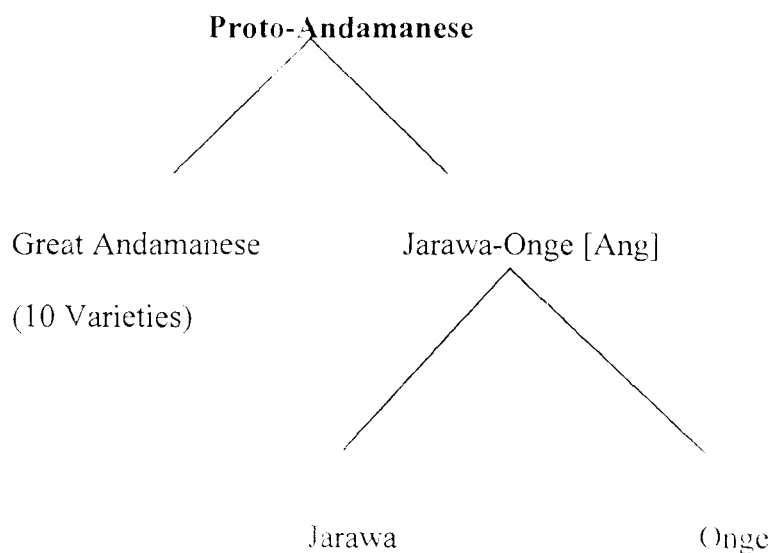 Proto-Andamanese
Great Andamanese Jarawa-Onge [Ang]
(10 Varieties)
Jarawa Onge